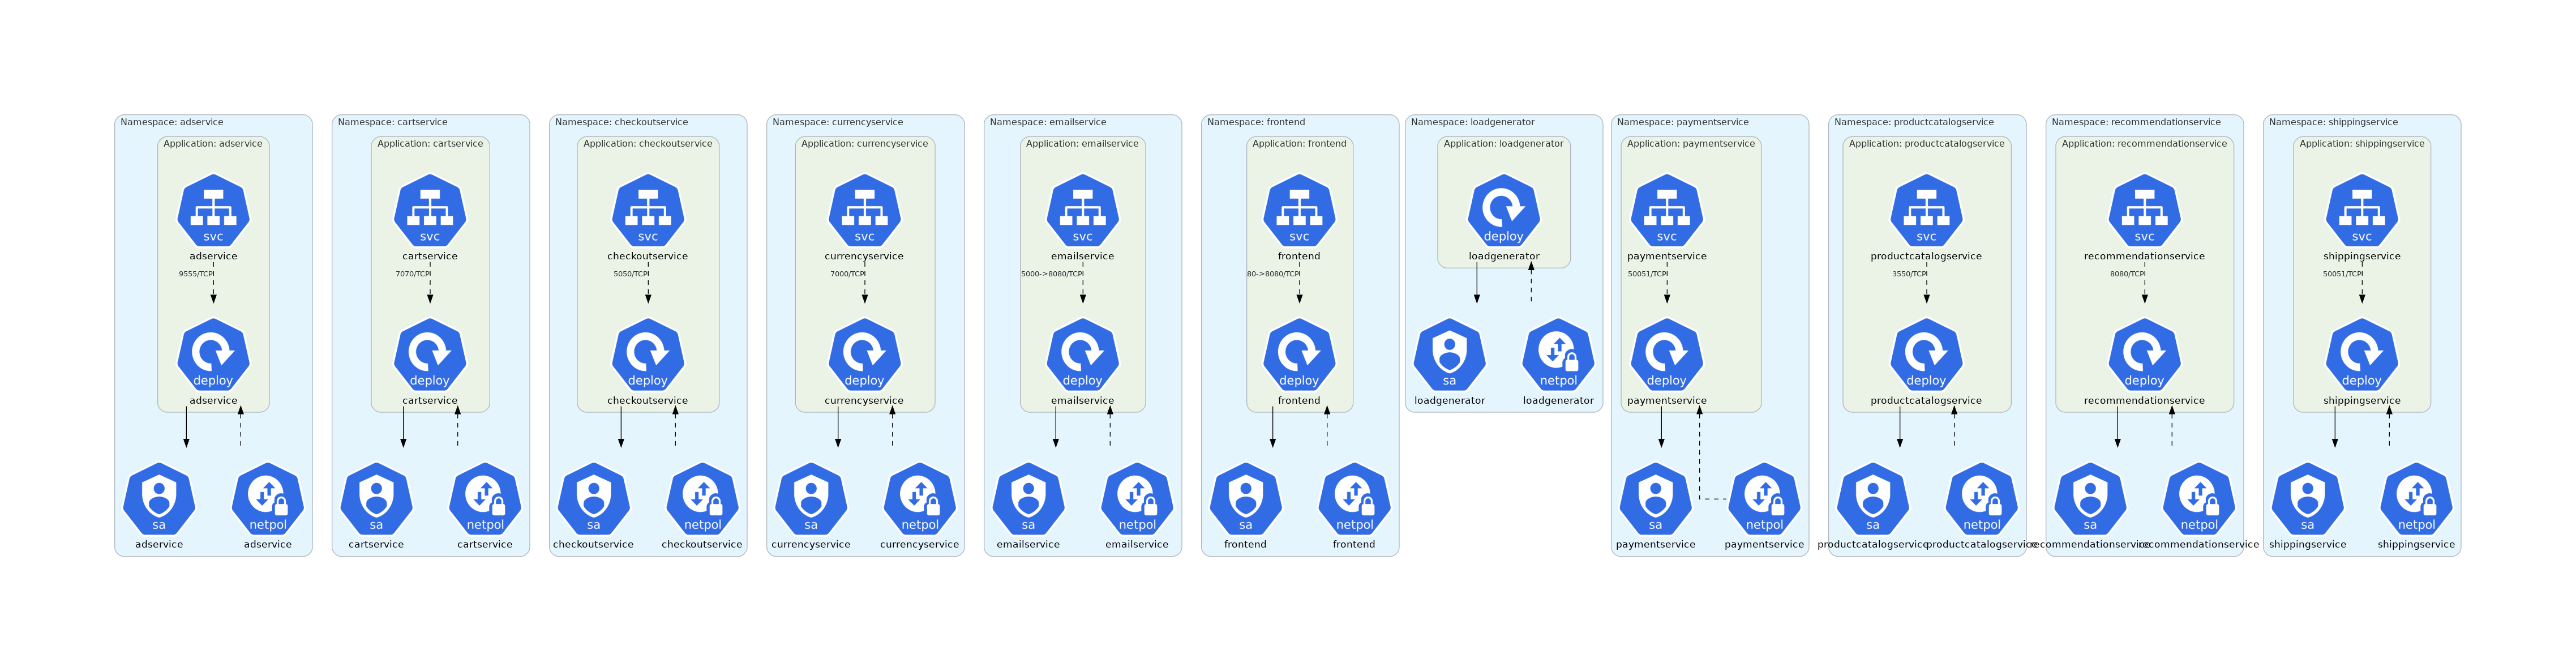 Namespace: adservice
Application: adservice
svc
adservice
9555/TCP
deploy
adservice
sa
adservice
netpol
adservice
Namespace: cartservice
Application: cartservice
svc
cartservice
7070/TCP
deploy
cartservice
sa
cartservice
netpol
cartservice
Namespace: checkoutservice
Application: checkoutservice
svc
checkoutservice
5050/TCP
deploy
checkoutservice
sa
checkoutservice
netpol
checkoutservice
Namespace: currencyservice
Application: currencyservice
svc
currencyservice
7000/TCP
deploy
currencyservice
sa
currencyservice
netpol
currencyservice
Namespace: emailservice
Application: emailservice
svc
emailservice
5000->8080/TCP
deploy
emailservice
sa
emailservice
netpol
emailservice
Namespace: frontend
Application: frontend
svc
frontend
80->8080/TCP
deploy
frontend
sa
frontend
netpol
frontend
Namespace: loadgenerator
Application: loadgenerator
deploy
loadgenerator
sa
loadgenerator
netpol
loadgenerator
Namespace: paymentservice
Application: paymentservice
svc
paymentservice
50051/TCP
deploy
paymentservice
sa
paymentservice
netpol
paymentservice
Namespace: productcatalogservice
Application: productcatalogservice
svc
productcatalogservice
3550/TCP
deploy
productcatalogservice
sa
productcatalogservice
netpol
productcatalogservice
Namespace: recommendationservice
Application: recommendationservice
svc
recommendationservice
8080/TCP
deploy
recommendationservice
sa
recommendationservice
netpol
recommendationservice
Namespace: shippingservice
Application: shippingservice
svc
shippingservice
50051/TCP
deploy
shippingservice
sa
shippingservice
netpol
shippingservice